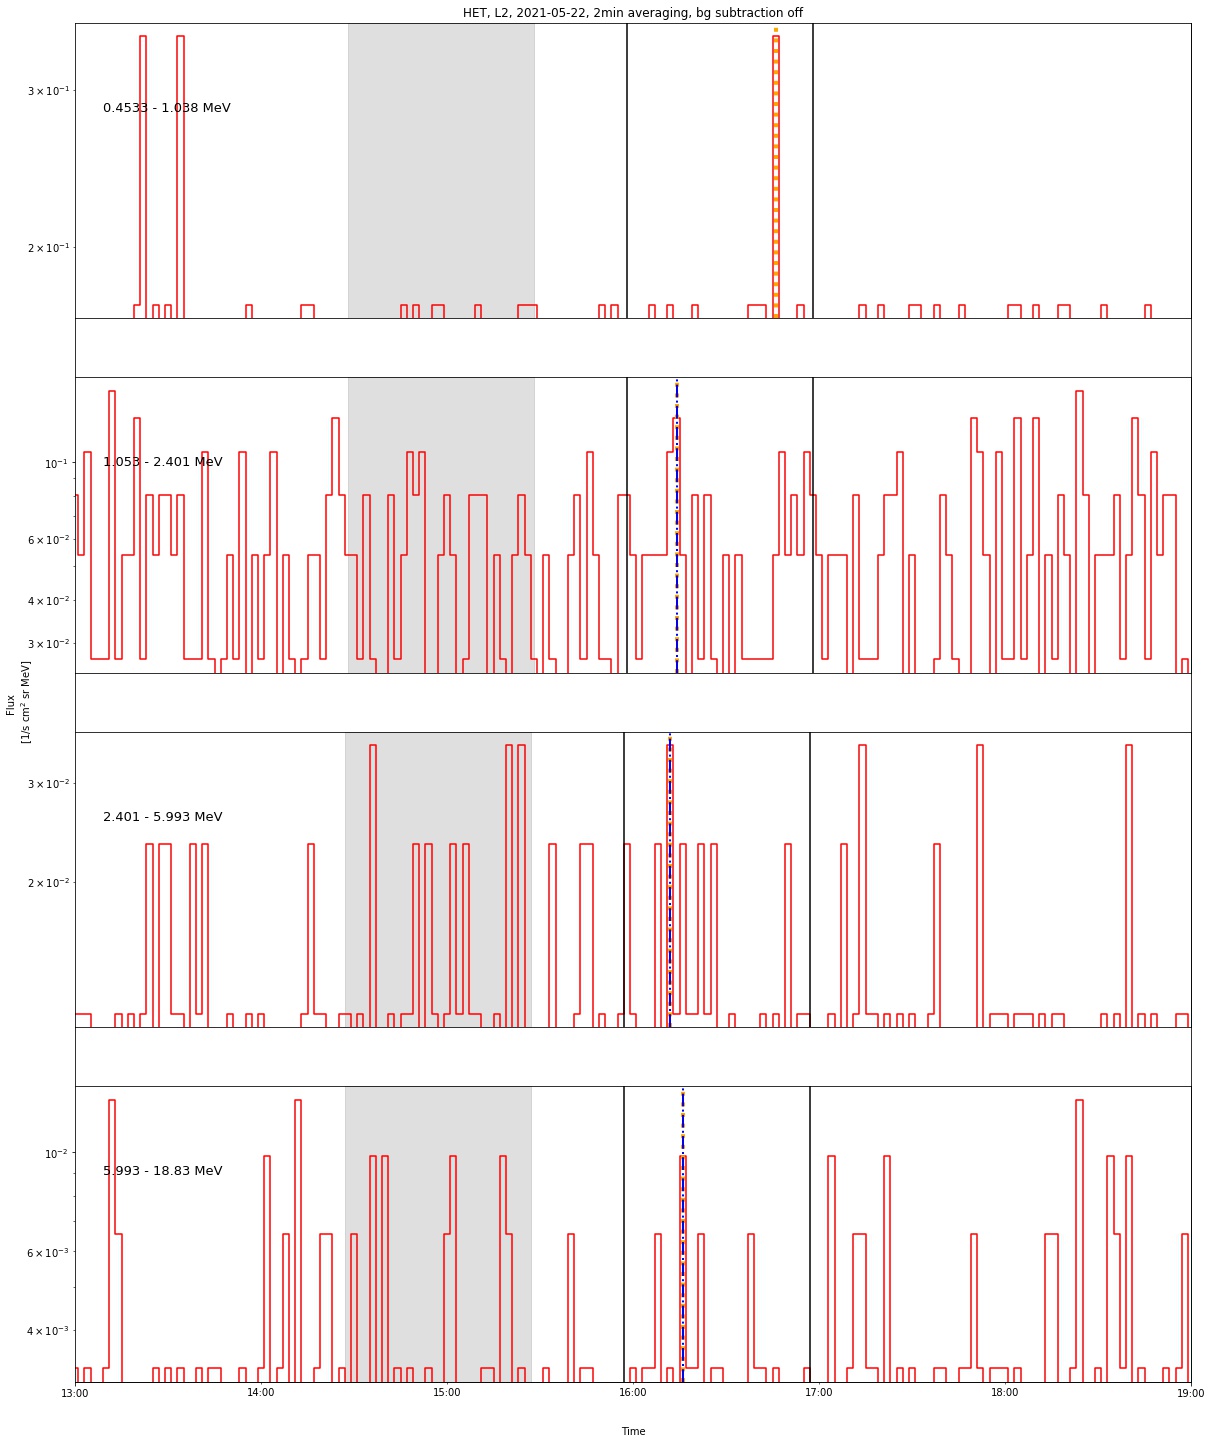 HET, L2, 2021-05-22, 2min averaging, bg subtraction off
3 × 10⁻¹
0.4533 - 1.038 MeV
2 × 10⁻¹
10⁻¹
1.053 - 2.401 MeV
6 × 10⁻²
4 × 10⁻²
3 × 10⁻²
Flux
[1/s cm² sr MeV]
3 × 10⁻²
2.401 - 5.993 MeV
2 × 10⁻²
10⁻²
5.993 - 18.83 MeV
6 × 10⁻³
4 × 10⁻³
13:00 14:00 15:00 16:00 17:00 18:00 19:00
Time